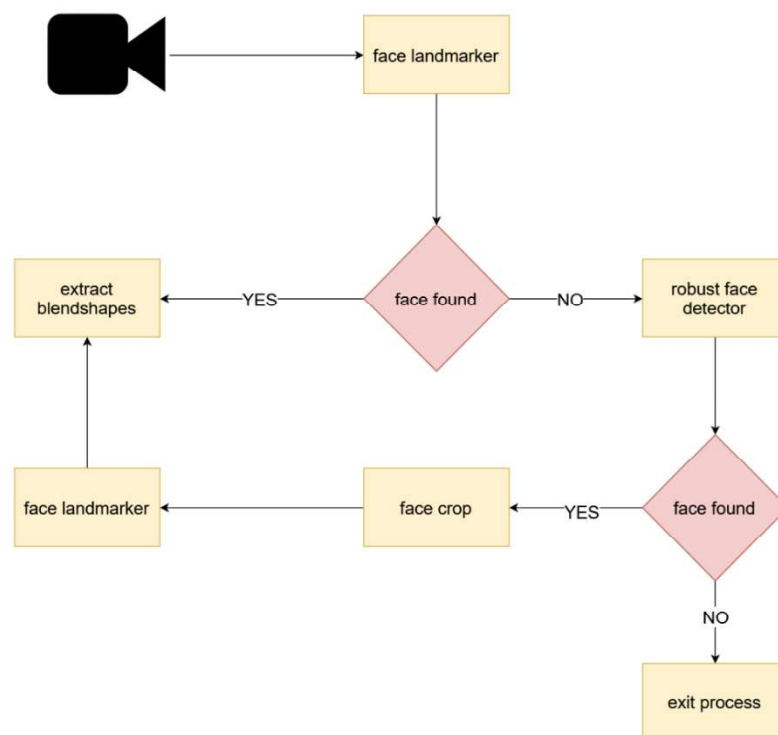 face landmarker
extract
blendshapes
YES
face found
NO
robust face
detector
face landmarker
face crop
YES
face found
NO
exit process